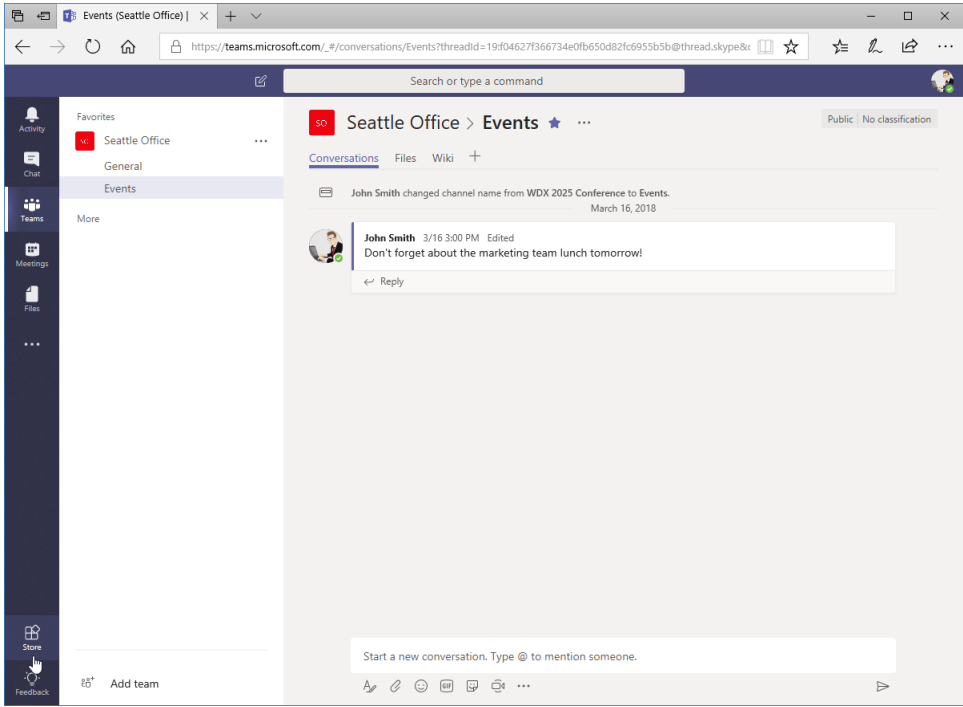 Events (Seattle Office) |
https://teams.microsoft.com/_#/conversations/Events?threadId=19:f04627f366734e0fb650d82fc6955b5b@thread.skype&
Search or type a command
Activity
Chat
Teams
Meetings
Files
Store
Feedback
Favorites
SO
Seattle Office
General
Events
More
Add team
SO
Seattle Office > Events
Public | No classification
Conversations Files Wiki
John Smith changed channel name from WDX 2025 Conference to Events.
March 16, 2018
John Smith 3/16 3:00 PM Edited
Don't forget about the marketing team lunch tomorrow!
Reply
Start a new conversation. Type @ to mention someone.
GIF